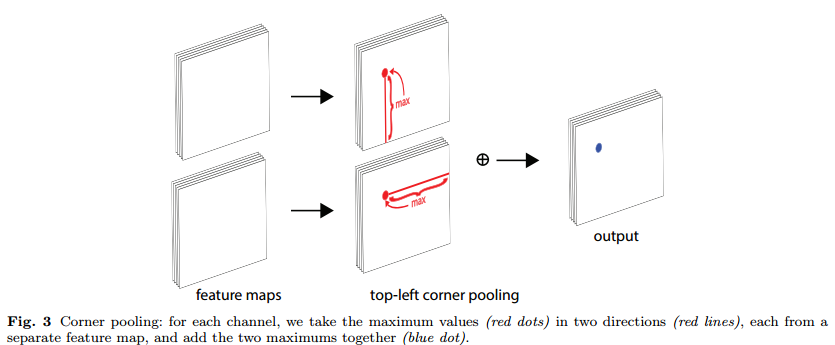 max
max
⊕
output
feature maps
top-left corner pooling
Fig. 3 Corner pooling: for each channel, we take the maximum values (red dots) in two directions (red lines), each from a
separate feature map, and add the two maximums together (blue dot).